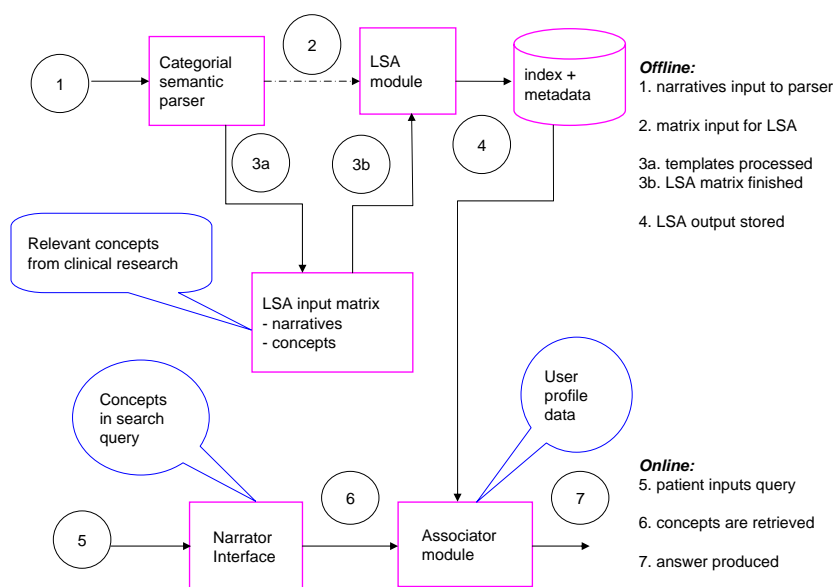 1
Categorial
semantic
parser
2
LSA
module
index +
metadata
3a
3b
4
Relevant concepts
from clinical research
LSA input matrix
- narratives
- concepts
Offline:
1. narratives input to parser
2. matrix input for LSA
3a. templates processed
3b. LSA matrix finished
4. LSA output stored
Concepts
in search
query
User
profile
data
5
Narrator
Interface
6
Associator
module
7
Online:
5. patient inputs query
6. concepts are retrieved
7. answer produced